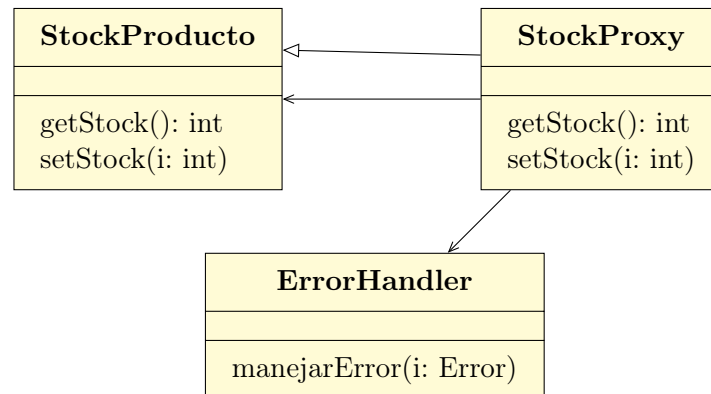 StockProducto
getStock(): int
setStock(i: int)
StockProxy
getStock(): int
setStock(i: int)
ErrorHandler
manejarError(i: Error)